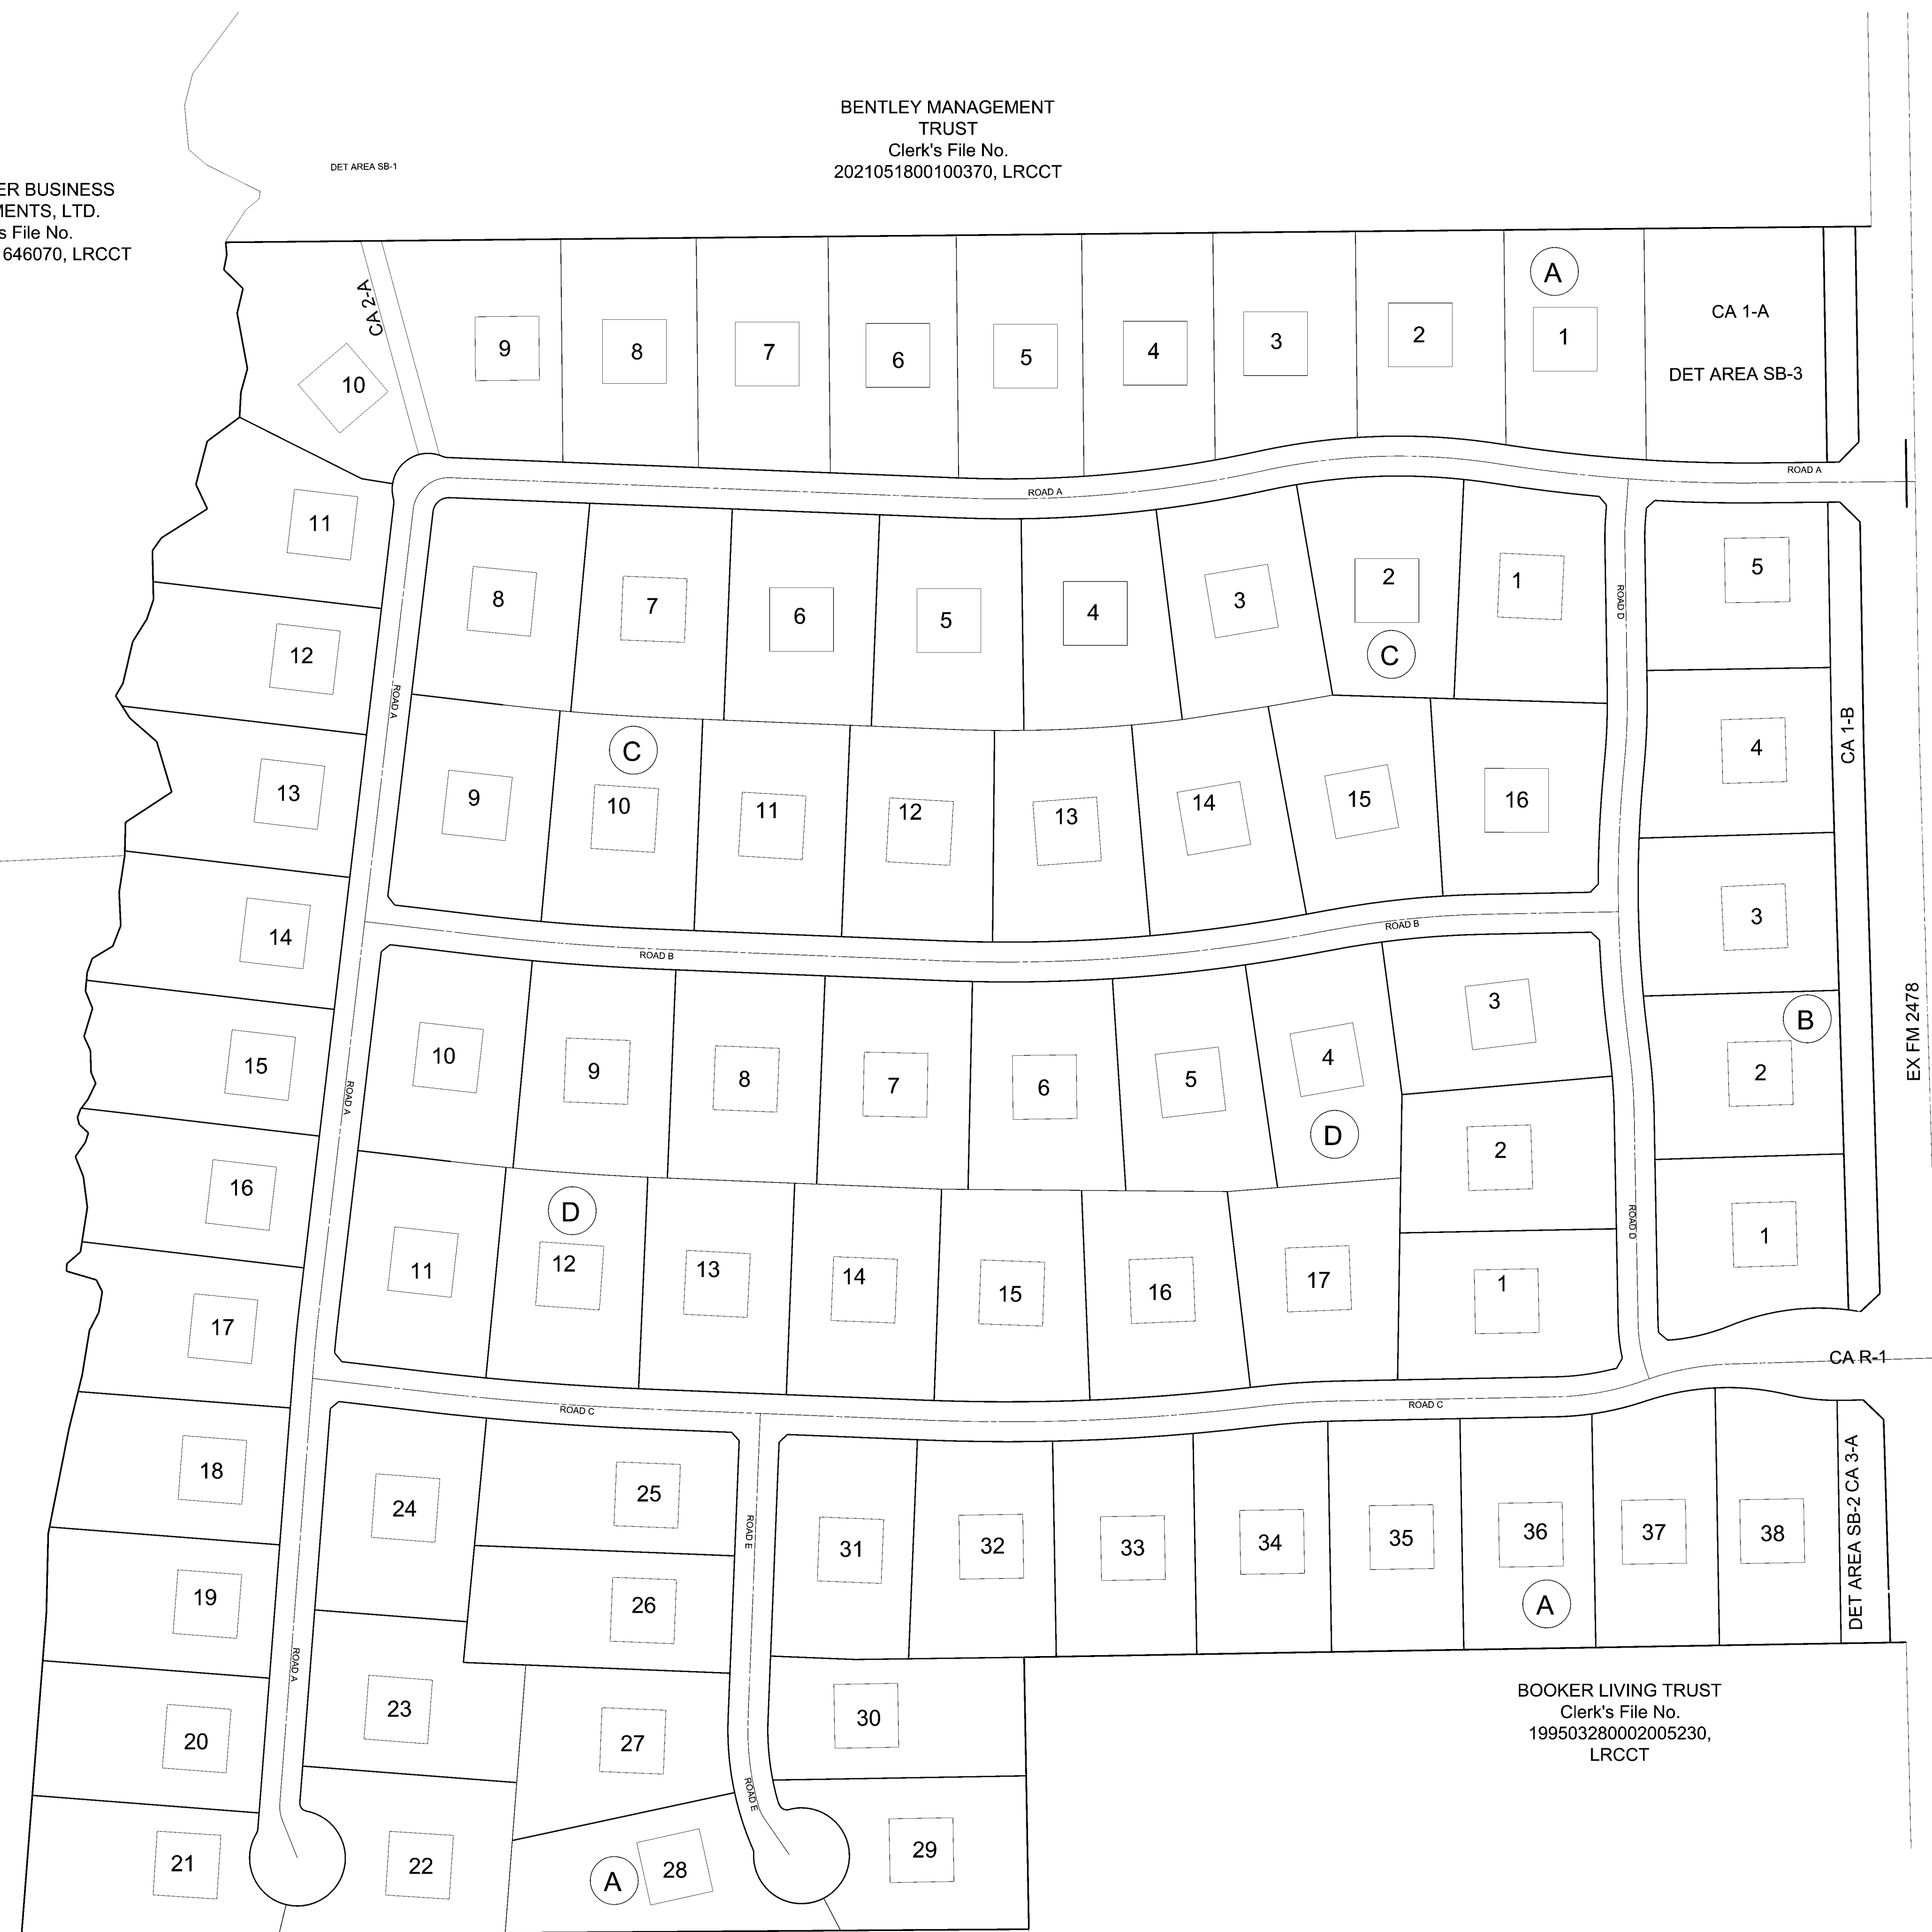 BENTLEY MANAGEMENT
TRUST
Clerk's File No.
2021051800100370, LRCCT
DET AREA SB-1
ER BUSINESS
MENTS, LTD.
s File No.
646070, LRCCT
CA 2-A
9
8
7
6
5
4
3
2
A
1
CA 1-A
DET AREA SB-3
10
ROAD A
ROAD A
11
8
7
6
5
4
3
2
C
1
ROAD D
5
12
ROAD A
C
4
CA 1-B
13
9
10
11
12
13
14
15
16
14
ROAD B
ROAD B
3
EX FM 2478
15
10
9
8
7
6
5
4
D
3
B
2
ROAD A
16
D
2
ROAD D
1
11
12
13
14
15
16
17
1
17
CA R-1
ROAD C
ROAD C
18
24
25
ROAD E
31
32
33
34
35
36
37
38
DET AREA SB-2 CA 3-A
19
26
A
ROAD A
20
23
27
30
BOOKER LIVING TRUST
Clerk's File No.
199503280002005230,
LRCCT
ROAD E
21
22
A
28
29